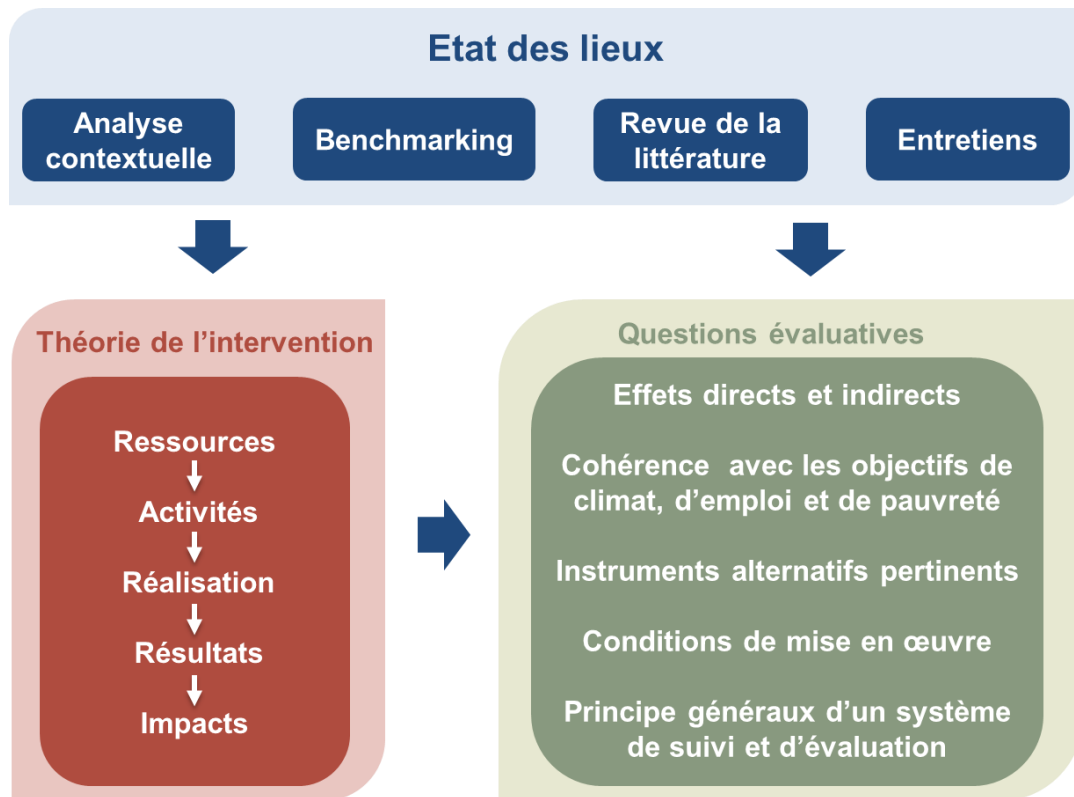 Etat des lieux
Analyse
contextuelle
Benchmarking
Revue de la
littérature
Entretiens
Théorie de l’intervention
Ressources
Activités
Réalisation
Résultats
Impacts
Questions évaluatives
Effets directs et indirects
Cohérence avec les objectifs de
climat, d’emploi et de pauvreté
Instruments alternatifs pertinents
Conditions de mise en œuvre
Principe généraux d’un système
de suivi et d’évaluation